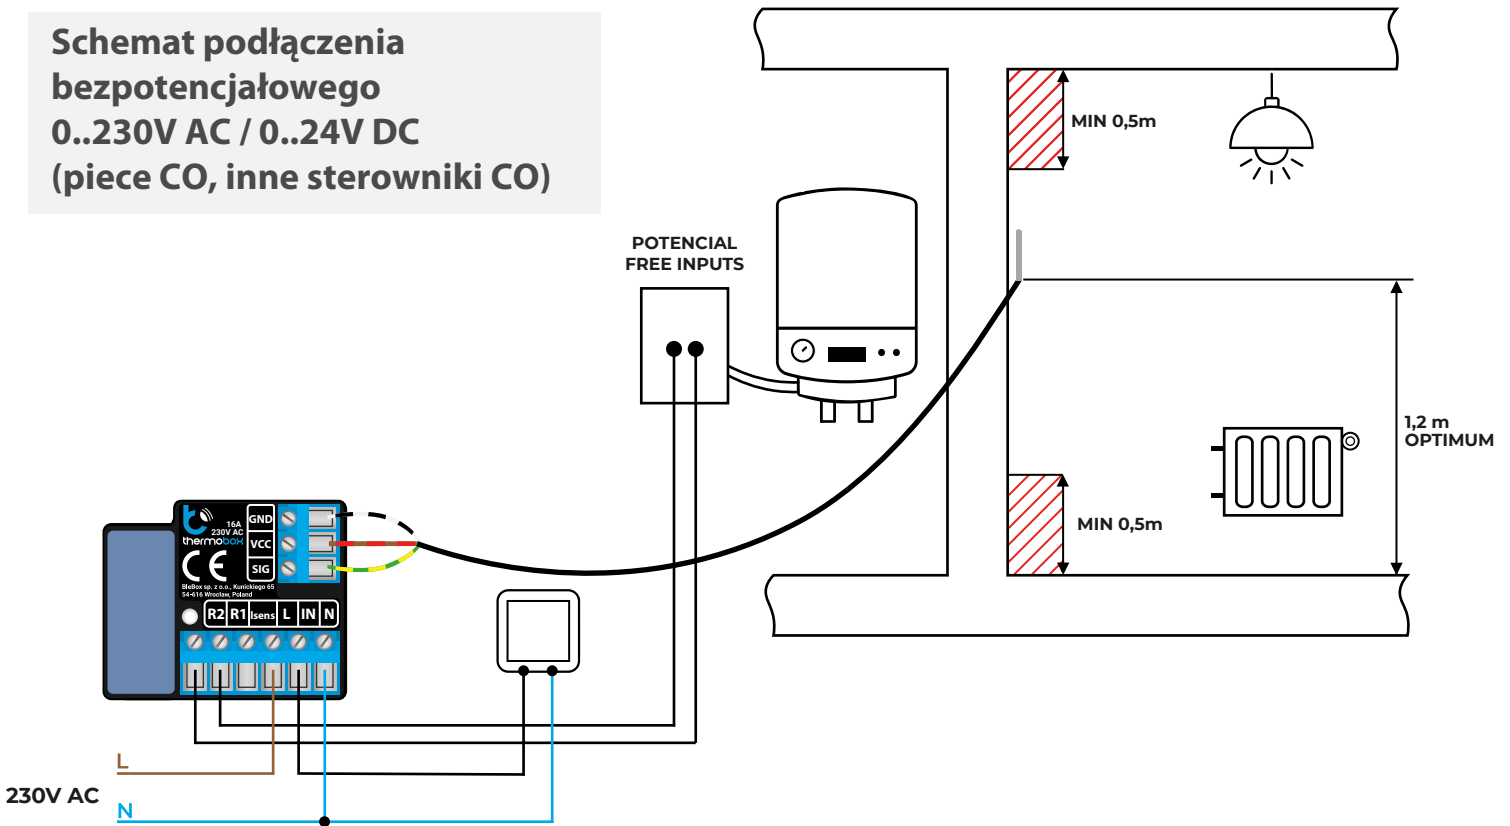 Schemat podłączenia
bezpotencjałowego
0..230V AC / 0..24V DC
(piece CO, inne sterowniki CO)
MIN 0,5m
POTENCIAL
FREE INPUTS
1,2 m
OPTIMUM
MIN 0,5m
16A
230V AC
thermobox
CE
GND
VCC
SIG
BleBox sp. z o.o., Kunickiego 65
54-616 Wrocław, Poland
R2 R1 Isens L IN N
L
230V AC
N